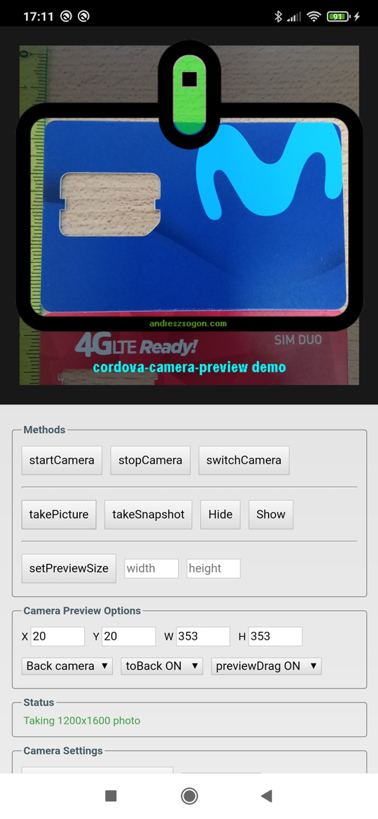 17:11
91
andreszsogon.com
4G LTE Ready!
SIM DUO
cordova-camera-preview demo
Methods
startCamera stopCamera switchCamera
takePicture takeSnapshot Hide Show
setPreviewSize width height
Camera Preview Options
X 20 Y 20 W 353 H 353
Back camera toBack ON previewDrag ON
Status
Taking 1200x1600 photo
Camera Settings